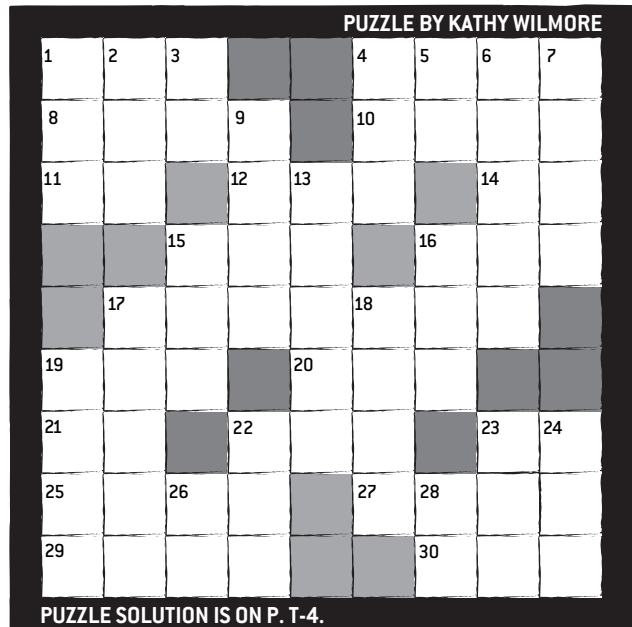 PUZZLE BY KATHY WILMORE
1 2 3 4 5 6 7
8 9 10
11 12 13 14
15 16
17 18
19 20
21 22 23 24
25 26 27 28
29 30
PUZZLE SOLUTION IS ON P. T-4.